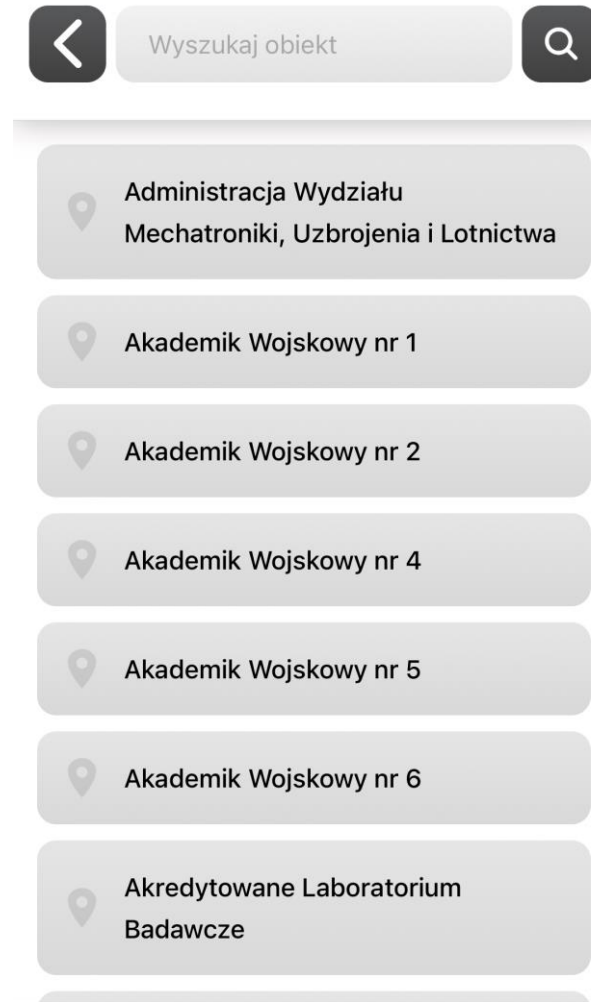 Wyszukaj obiekt
Administracja Wydziału
Mechatroniki, Uzbrojenia i Lotnictwa
Akademik Wojskowy nr 1
Akademik Wojskowy nr 2
Akademik Wojskowy nr 4
Akademik Wojskowy nr 5
Akademik Wojskowy nr 6
Akredytowane Laboratorium
Badawcze